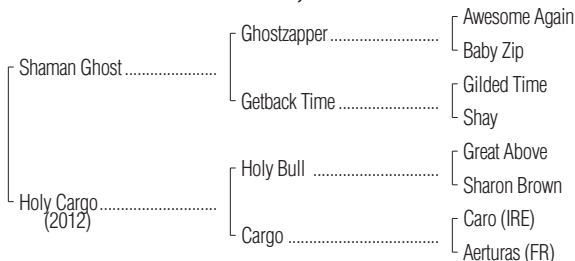 Awesome Again
Ghostzapper ........................
Baby Zip
Shaman Ghost ....................
Gilded Time
Getback Time ......................
Shay
Great Above
Holy Bull ...........................
Sharon Brown
Holy Cargo..........................
(2012)
Caro (IRE)
Cargo .................................
Aerturas (FR)